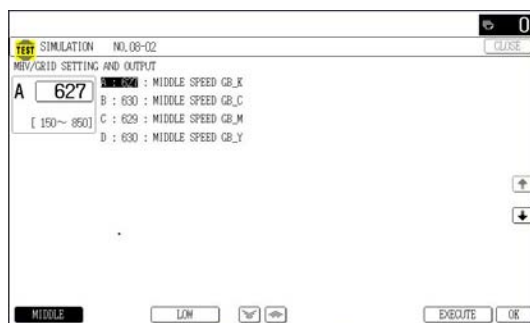 0
TEST SIMULATION NO.08-02 CLOSE
MHV/GRID SETTING AND OUTPUT
A 627 [ 150~ 850]
A : 627 : MIDDLE SPEED GB_K
B : 630 : MIDDLE SPEED GB_C
C : 629 : MIDDLE SPEED GB_M
D : 630 : MIDDLE SPEED GB_Y
MIDDLE LOW EXECUTE OK